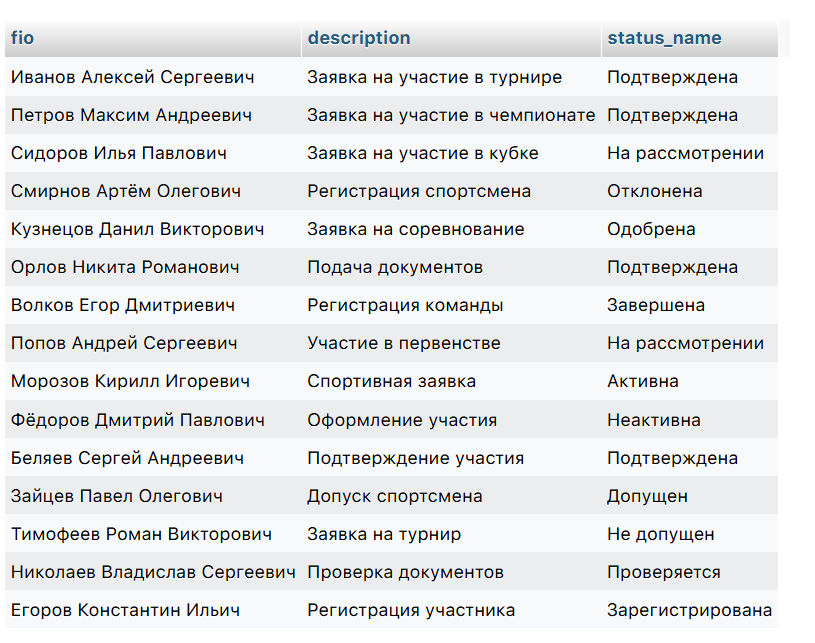 fio description status_name
Иванов Алексей Сергеевич Заявка на участие в турнире Подтверждена
Петров Максим Андреевич Заявка на участие в чемпионате Подтверждена
Сидоров Илья Павлович Заявка на участие в кубке На рассмотрении
Смирнов Артём Олегович Регистрация спортсмена Отклонена
Кузнецов Данил Викторович Заявка на соревнование Одобрена
Орлов Никита Романович Подача документов Подтверждена
Волков Егор Дмитриевич Регистрация команды Завершена
Попов Андрей Сергеевич Участие в первенстве На рассмотрении
Морозов Кирилл Игоревич Спортивная заявка Активна
Фёдоров Дмитрий Павлович Оформление участия Неактивна
Беляев Сергей Андреевич Подтверждение участия Подтверждена
Зайцев Павел Олегович Допуск спортсмена Допущен
Тимофеев Роман Викторович Заявка на турнир Не допущен
Николаев Владислав Сергеевич Проверка документов Проверяется
Егоров Константин Ильич Регистрация участника Зарегистрирована